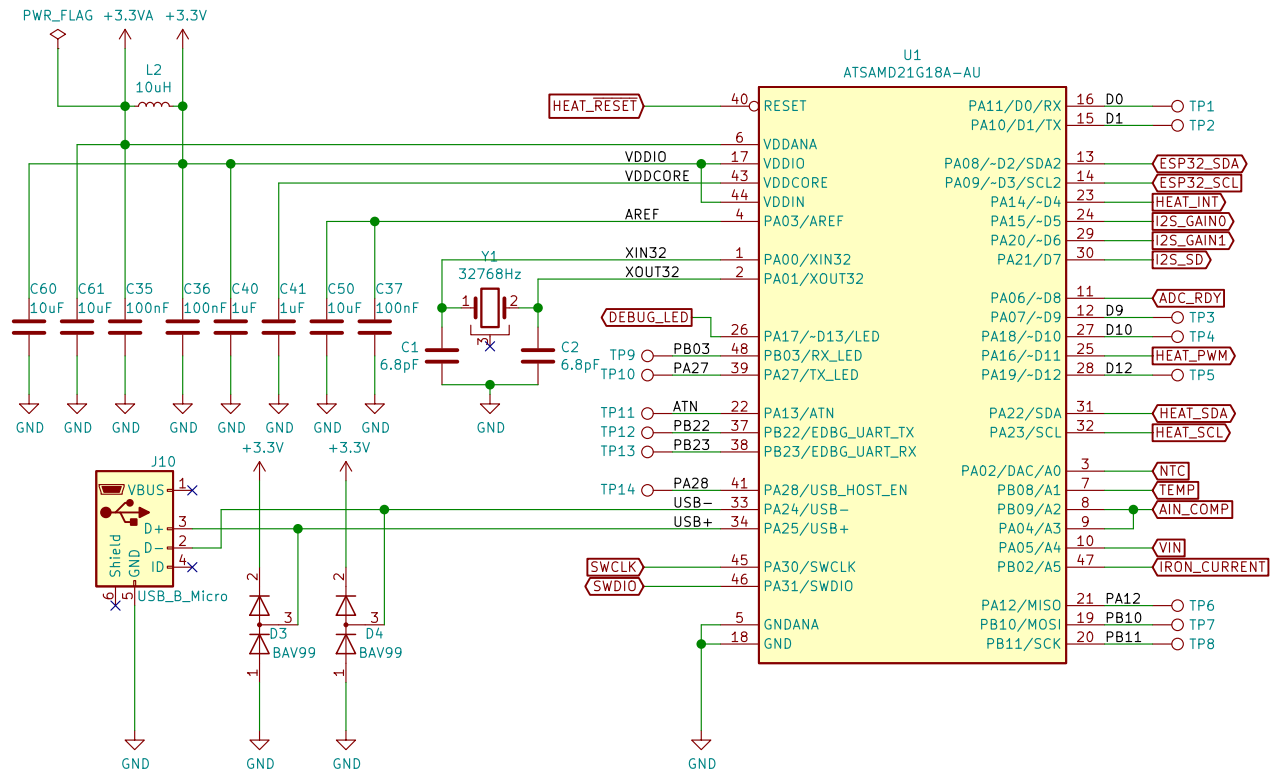 PWR_FLAG +3.3VA +3.3V
L2
10uH
U1
ATSAMD21G18A-AU
HEAT_RESET 40 RESET PA11/D0/RX 16 D0 TP1
PA10/D1/TX 15 D1 TP2
6 VDDANA
VDDIO 17 VDDIO PA08/~D2/SDA2 13 ESP32_SDA
VDDCORE 43 VDDCORE PA09/~D3/SCL2 14 ESP32_SCL
44 VDDIN PA14/~D4 23 HEAT_INT
AREF 4 PA03/AREF PA15/~D5 24 I2S_GAIN0
PA20/~D6 29 I2S_GAIN1
XIN32 1 PA00/XIN32 PA21/D7 30 I2S_SD
Y1
32768Hz
XOUT32 2 PA01/XOUT32
C60 C61 C35 C36 C40 C41 C50 C37
10uF 10uF 100nF 100nF 1uF 1uF 10uF 100nF
1 2
3
PA06/~D8 11 ADC_RDY
DEBUG_LED PA07/~D9 12 D9 TP3
26 PA17/~D13/LED PA18/~D10 27 D10 TP4
C1
6.8pF
C2
6.8pF
TP9 PB03 48 PB03/RX_LED PA16/~D11 25 HEAT_PWM
TP10 PA27 39 PA27/TX_LED PA19/~D12 28 D12 TP5
TP11 ATN 22 PA13/ATN PA22/SDA 31 HEAT_SDA
GND GND GND GND GND GND GND GND GND
TP12 PB22 37 PB22/EDBG_UART_TX PA23/SCL 32 HEAT_SCL
TP13 PB23 38 PB23/EDBG_UART_RX
+3.3V +3.3V
J10
PA02/DAC/A0 3 NTC
VBUS 1
TP14 PA28 41 PA28/USB_HOST_EN PB08/A1 7 TEMP
USB- 33 PA24/USB- PB09/A2 8 AIN_COMP
D+ 3
USB+ 34 PA25/USB+ PA04/A3 9
D- 2
PA05/A4 10 VIN
Shield GND ID 4
SWCLK 45 PA30/SWCLK PB02/A5 47 IRON_CURRENT
SWDIO 46 PA31/SWDIO
6 5 USB_B_Micro
2 2
PA12/MISO 21 PA12 TP6
3 3
D3
BAV99
D4
BAV99
5 GNDANA PB10/MOSI 19 PB10 TP7
18 GND PB11/SCK 20 PB11 TP8
1 1
GND GND GND GND